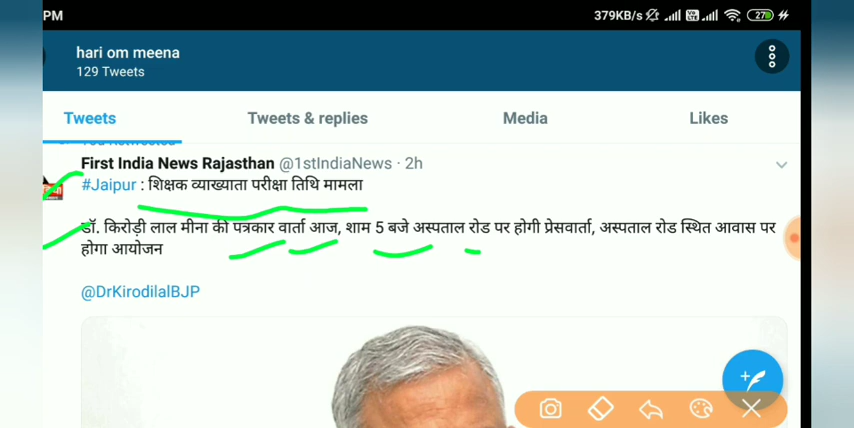 PM 379KB/s 27
hari om meena
129 Tweets
Tweets Tweets & replies Media Likes
First India News Rajasthan @1stIndiaNews · 2h
#Jaipur : शिक्षक व्याख्याता परीक्षा तिथि मामला
डॉ. किरोड़ी लाल मीना की पत्रकार वार्ता आज, शाम 5 बजे अस्पताल रोड पर होगी प्रेसवार्ता, अस्पताल रोड स्थित आवास पर
होगा आयोजन
@DrKirodilalBJP